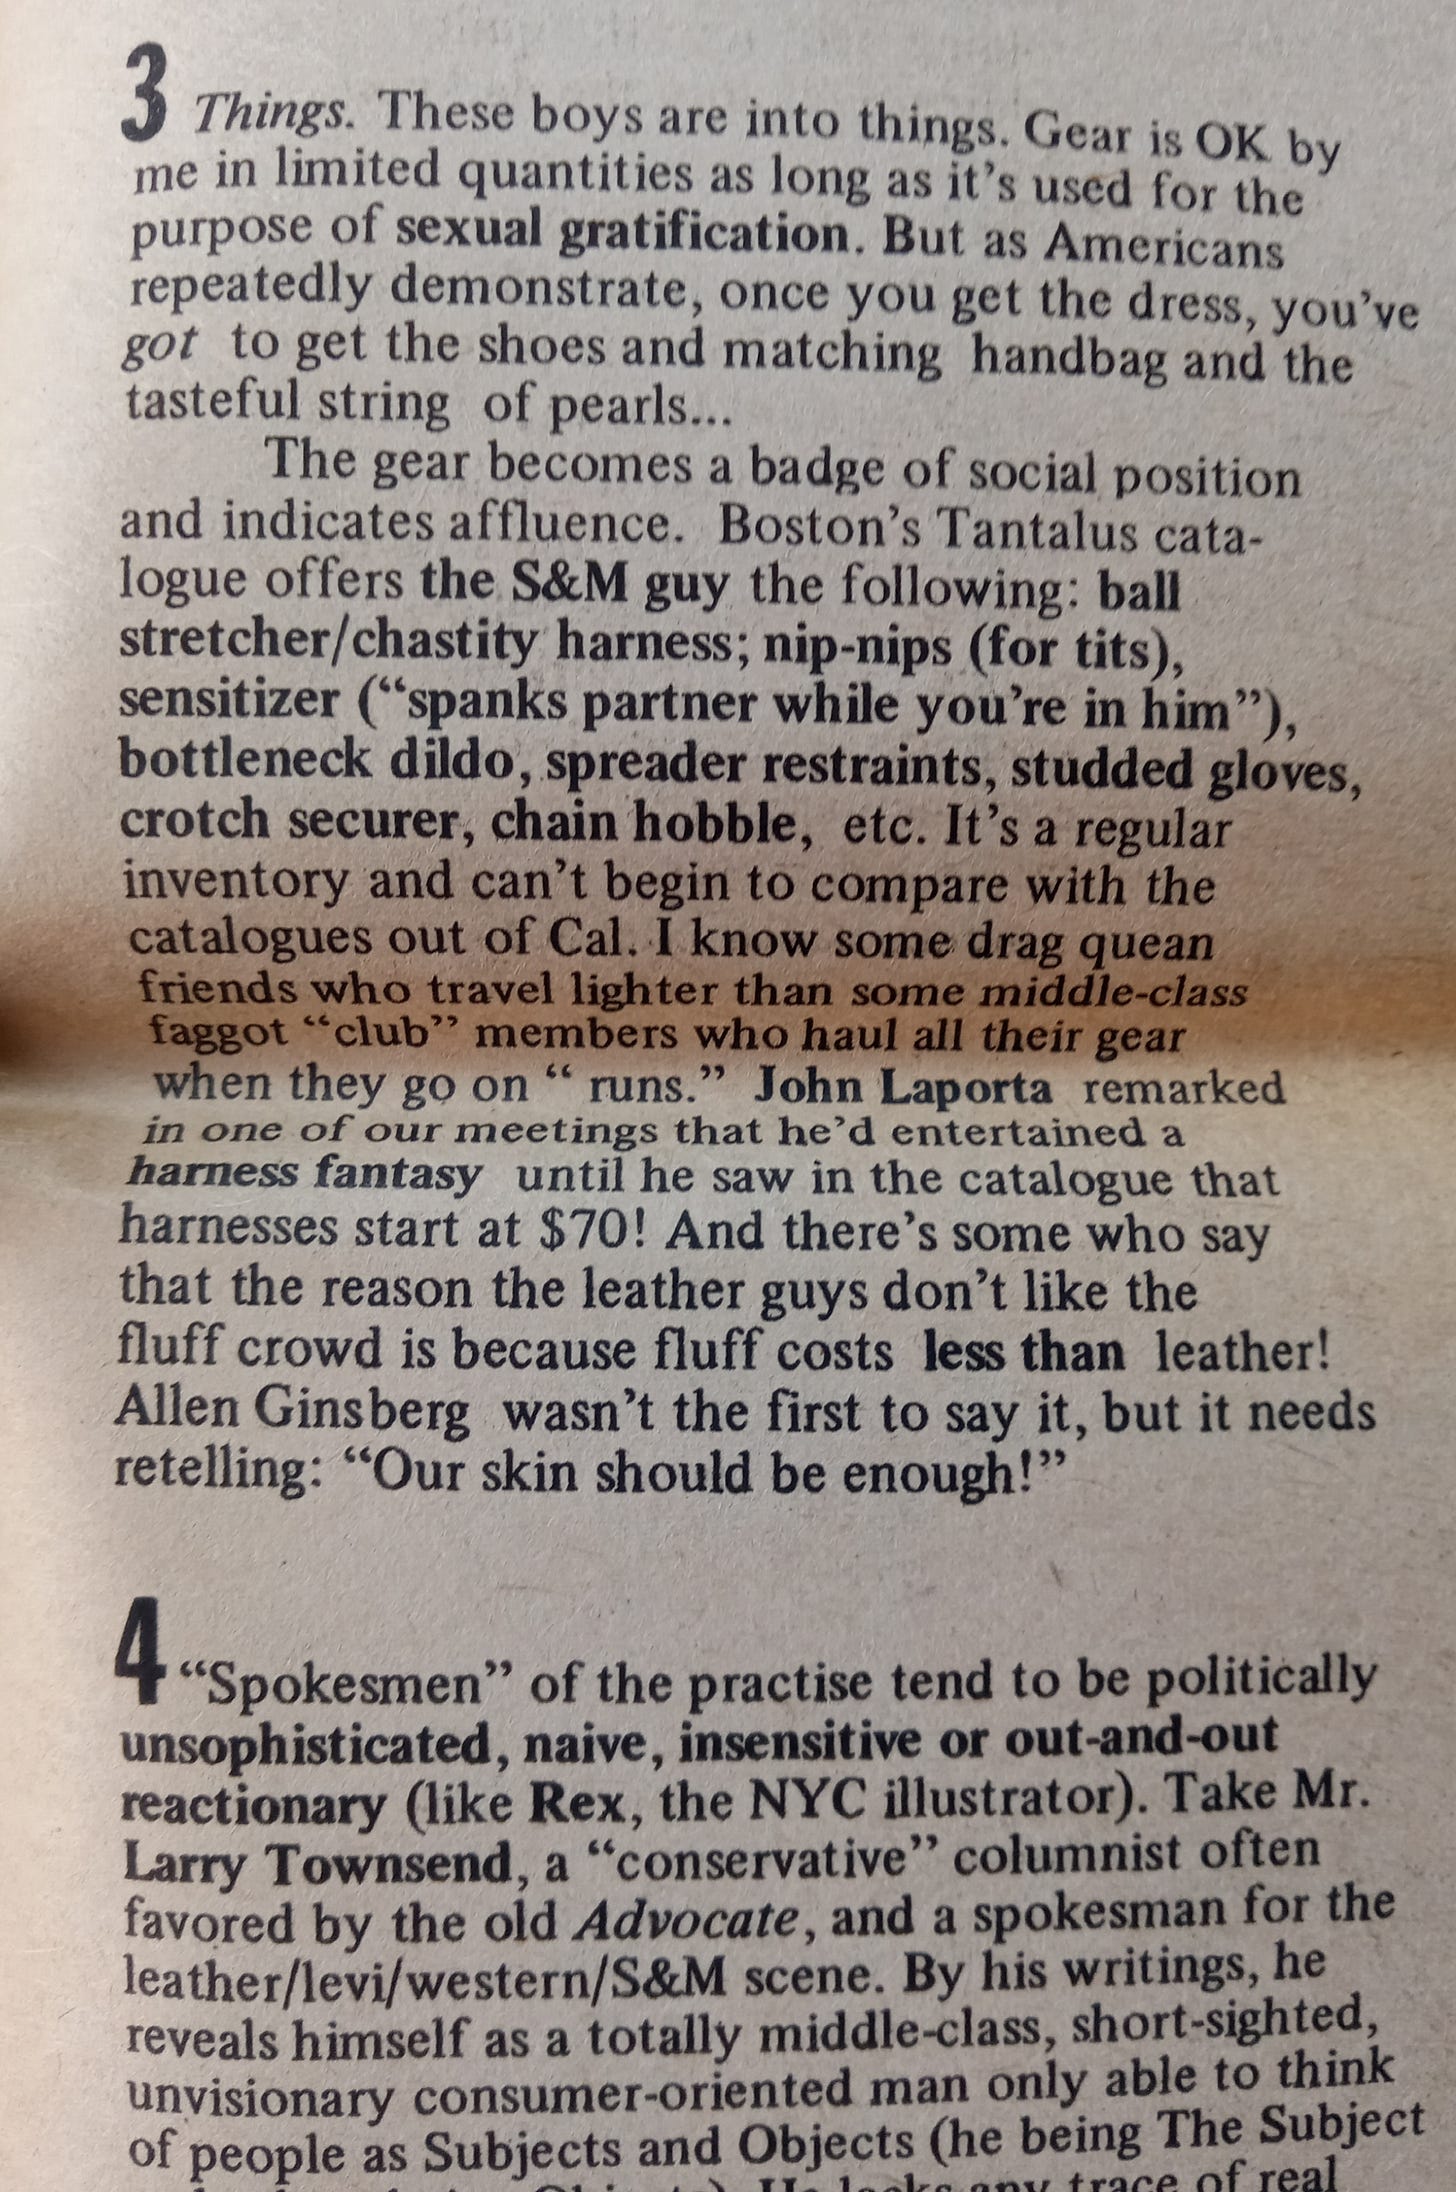 3 Things. These boys are into things. Gear is OK by
me in limited quantities as long as it's used for the
purpose of sexual gratification. But as Americans
repeatedly demonstrate, once you get the dress, you've
got to get the shoes and matching handbag and the
tasteful string of pearls...
The gear becomes a badge of social position
and indicates affluence. Boston's Tantalus cata-
logue offers the S&M guy the following: ball
stretcher/chastity harness; nip-nips (for tits),
sensitizer (“spanks partner while you're in him”),
bottleneck dildo, spreader restraints, studded gloves,
crotch securer, chain hobble, etc. It's a regular
inventory and can't begin to compare with the
catalogues out of Cal. I know some drag quean
friends who travel lighter than some middle-class
faggot “club” members who haul all their gear
when they go on “ runs.” John Laporta remarked
in one of our meetings that he'd entertained a
harness fantasy until he saw in the catalogue that
harnesses start at $70! And there's some who say
that the reason the leather guys don't like the
fluff crowd is because fluff costs less than leather!
Allen Ginsberg wasn't the first to say it, but it needs
retelling: “Our skin should be enough!”
4 “Spokesmen” of the practise tend to be politically
unsophisticated, naive, insensitive or out-and-out
reactionary (like Rex, the NYC illustrator). Take Mr.
Larry Townsend, a “conservative” columnist often
favored by the old Advocate, and a spokesman for the
leather/levi/western/S&M scene. By his writings, he
reveals himself as a totally middle-class, short-sighted,
unvisionary consumer-oriented man only able to think
of people as Subjects and Objects (he being The Subject
He lacks any trace of real